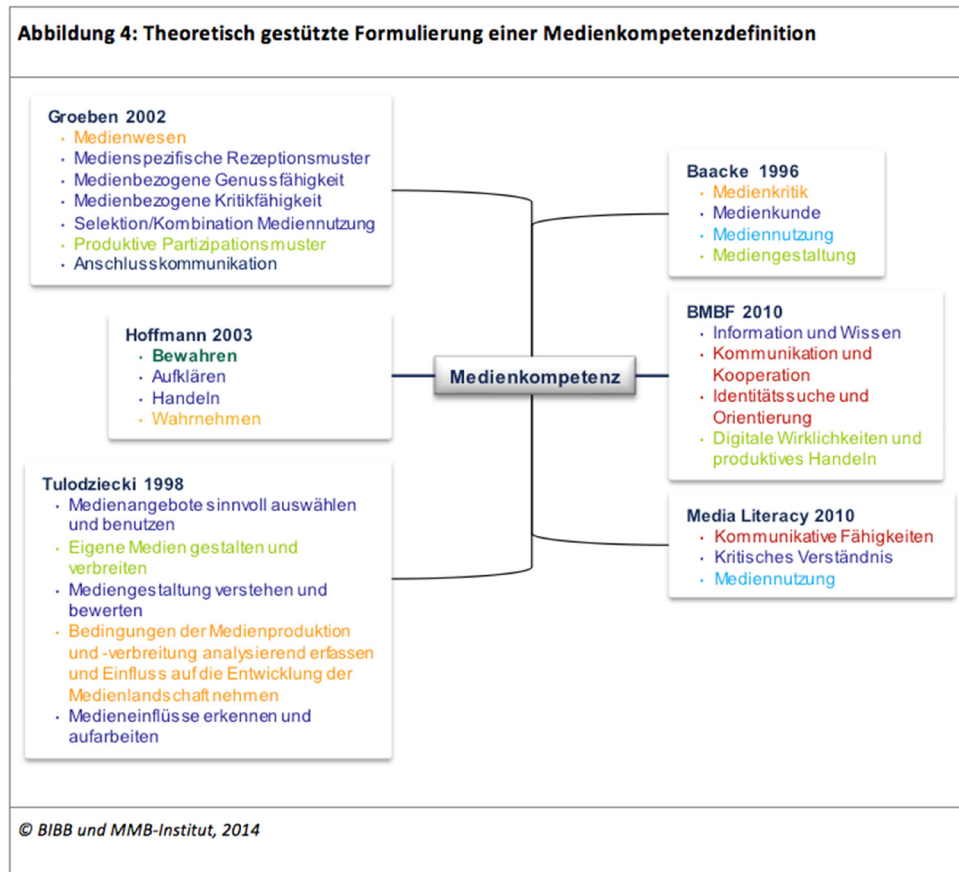 Abbildung 4: Theoretisch gestützte Formulierung einer Medienkompetenzdefinition
Groeben 2002
· Medienwesen
· Medienspezifische Rezeptionsmuster
· Medienbezogene Genussfähigkeit
· Medienbezogene Kritikfähigkeit
· Selektion/Kombination Mediennutzung
· Produktive Partizipationsmuster
· Anschlusskommunikation
Hoffmann 2003
· Bewahren
· Aufklären
· Handeln
· Wahrnehmen
Tulodziecki 1998
· Medienangebote sinnvoll auswählen
und benutzen
· Eigene Medien gestalten und
verbreiten
· Mediengestaltung verstehen und
bewerten
· Bedingungen der Medienproduktion
und -verbreitung analysierend erfassen
und Einfluss auf die Entwicklung der
Medienlandschaft nehmen
· Medieneinflüsse erkennen und
aufarbeiten
Medienkompetenz
Baacke 1996
· Medienkritik
· Medienkunde
· Mediennutzung
· Mediengestaltung
BMBF 2010
· Information und Wissen
· Kommunikation und
Kooperation
· Identitätssuche und
Orientierung
· Digitale Wirklichkeiten und
produktives Handeln
Media Literacy 2010
· Kommunikative Fähigkeiten
· Kritisches Verständnis
· Mediennutzung
© BIBB und MMB-Institut, 2014